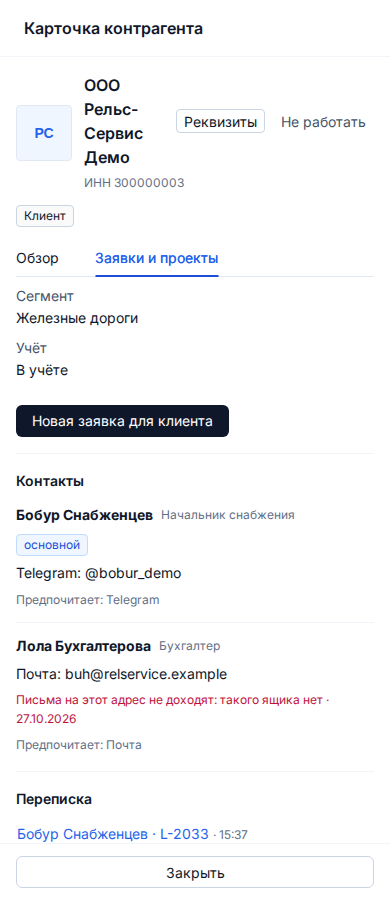 Карточка контрагента
РС
ООО
Рельс-
Сервис
Демо
ИНН 300000003
Реквизиты
Не работать
Клиент
Обзор
Заявки и проекты
Сегмент
Железные дороги
Учёт
В учёте
Новая заявка для клиента
Контакты
Бобур Снабженцев Начальник снабжения
основной
Telegram: @bobur_demo
Предпочитает: Telegram
Лола Бухгалтерова Бухгалтер
Почта: buh@relservice.example
Письма на этот адрес не доходят: такого ящика нет ·
27.10.2026
Предпочитает: Почта
Переписка
Бобур Снабженцев · L-2033 · 15:37
Закрыть